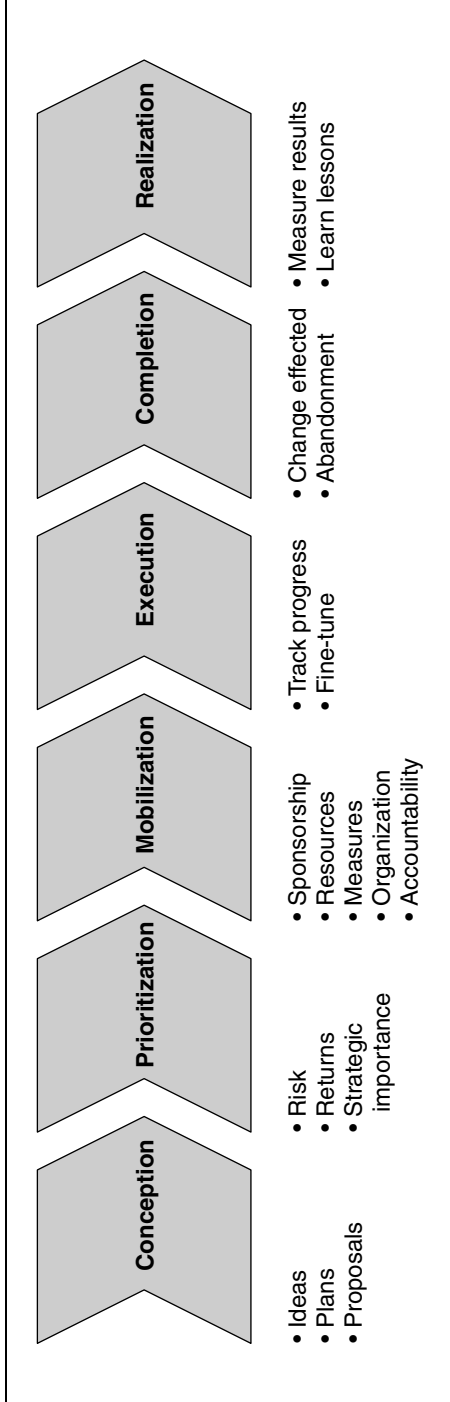 Conception
• Ideas
• Plans
• Proposals
Prioritization
• Risk
• Returns
• Strategic
importance
Mobilization
• Sponsorship
• Resources
• Measures
• Organization
• Accountability
Execution
• Track progress
• Fine-tune
Completion
• Change effected
• Abandonment
Realization
• Measure results
• Learn lessons